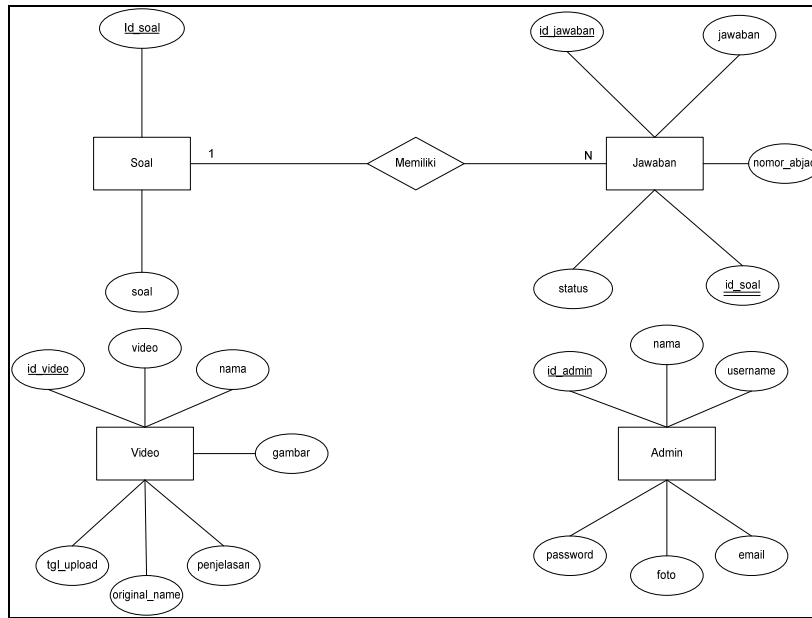 Id_soal
id_jawaban
jawaban
Soal
1
Memiliki
N
Jawaban
nomor_abjad
soal
status
id_soal
id_video
video
nama
Video
gambar
tgl_upload
original_name
penjelasan
id_admin
nama
username
Admin
password
foto
email